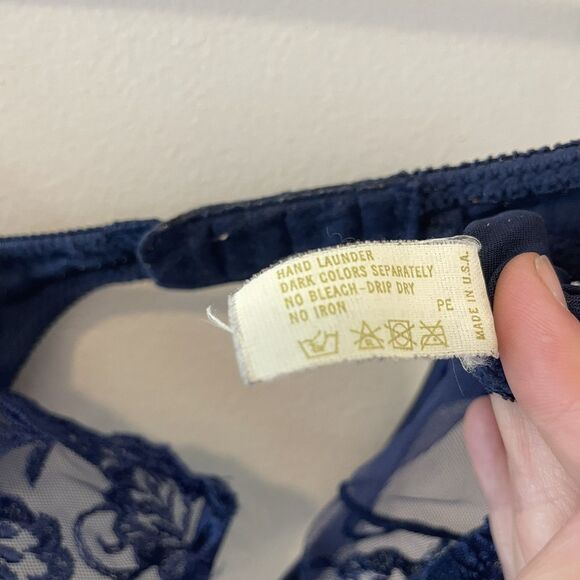 HAND LAUNDER
DARK COLORS SEPARATELY
NO BLEACH-DRIP DRY
NO IRON
PE
MADE IN U.S.A.